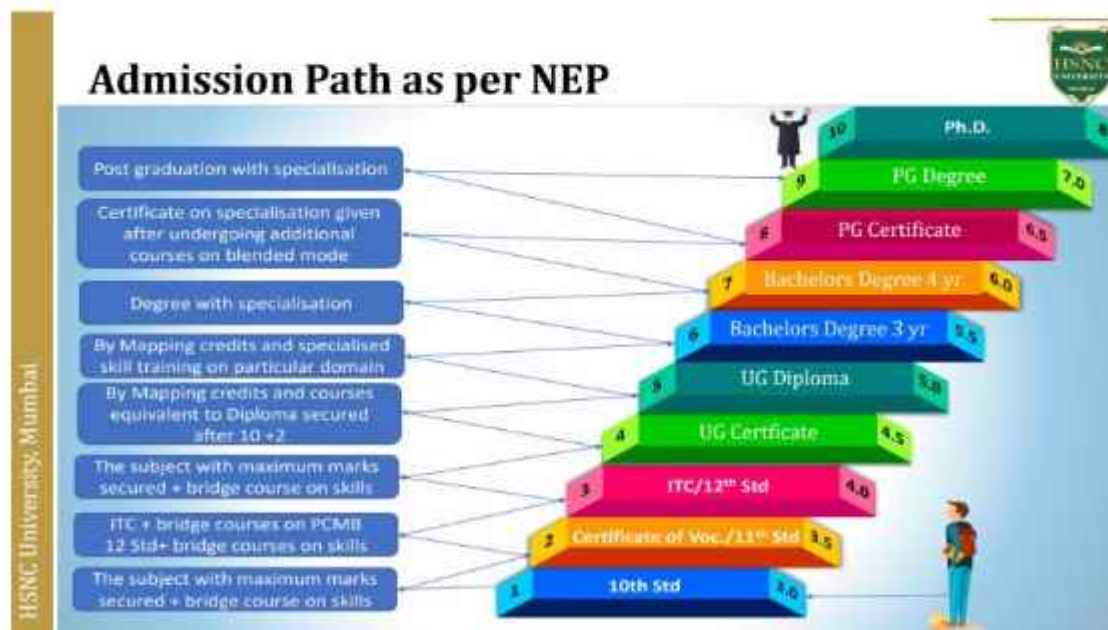 Admission Path as per NEP
HSNC
UNIVERSITY
HSNC University, Mumbai
Post graduation with specialisation
Certificate on specialisation given
after undergoing additional
courses on blended mode
Degree with specialisation
By Mapping credits and specialised
skill training on particular domain
By Mapping credits and courses
equivalent to Diploma secured
after 10 +2
The subject with maximum marks
secured + bridge course on skills
ITC + bridge courses on PCMB
12 Std+ bridge courses on skills
The subject with maximum marks
secured + bridge course on skills
10 Ph.D. 8
9 PG Degree 7.0
8 PG Certificate 6.5
7 Bachelors Degree 4 yr 6.0
6 Bachelors Degree 3 yr 5.5
5 UG Diploma 5.0
4 UG Certficate 4.5
3 ITC/12th Std 4.0
2 Certificate of Voc./11th Std 3.5
1 10th Std 3.0